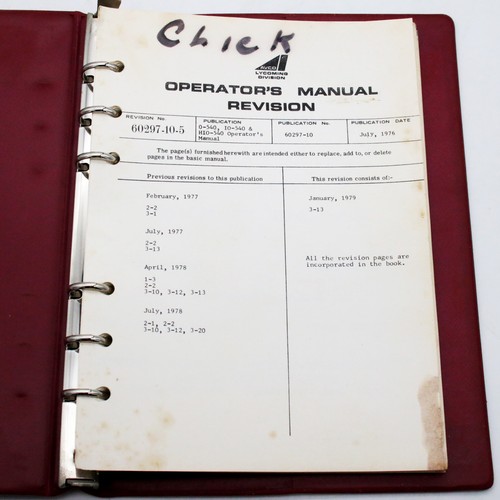 CLICK
AVCO
LYCOMING
DIVISION
OPERATOR'S MANUAL
REVISION
REVISION No.
60297-10-5
PUBLICATION
O-540, IO-540 &
HIO-540 Operator's
Manual
PUBLICATION No.
60297-10
PUBLICATION DATE
July, 1976
The page(s) furnished herewith are intended either to replace, add to, or delete
pages in the basic manual.
Previous revisions to this publication
February, 1977
2-2
3-1
July, 1977
2-2
3-13
April, 1978
1-3
2-2
3-10, 3-12, 3-13
July, 1978
2-1, 2-2
3-10, 3-12, 3-20
This revision consists of:-
January, 1979
3-13
All the revision pages are
incorporated in the book.